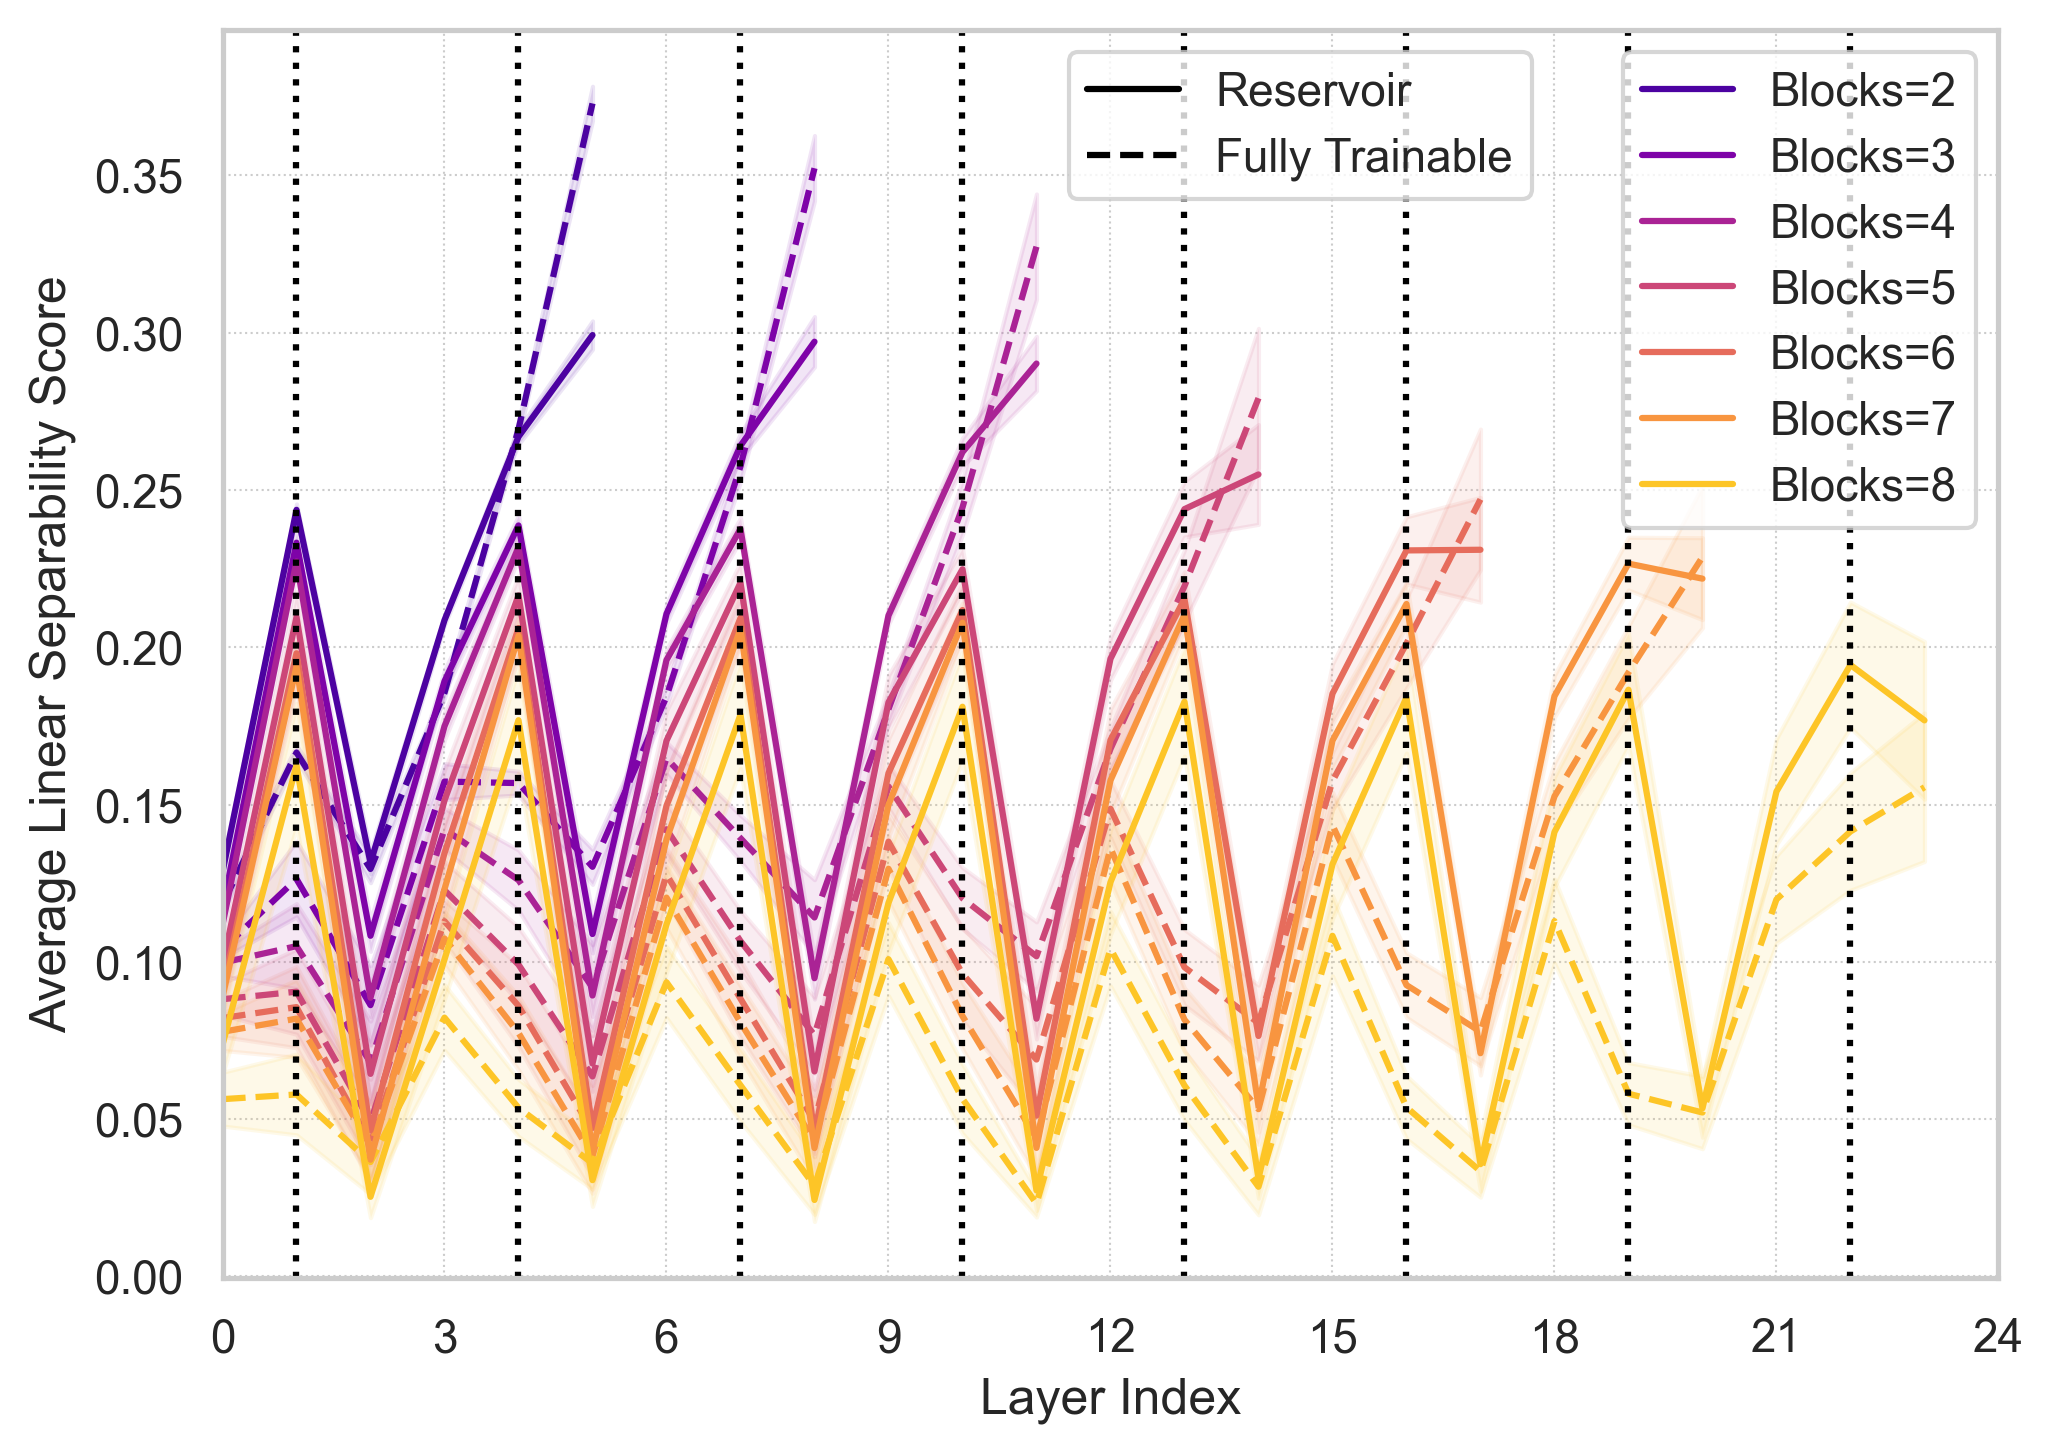 Reservoir
Fully Trainable
Blocks=2
Blocks=3
Blocks=4
Blocks=5
Blocks=6
Blocks=7
Blocks=8
Average Linear Separability Score
0.35
0.30
0.25
0.20
0.15
0.10
0.05
0.00
0 3 6 9 12 15 18 21 24
Layer Index